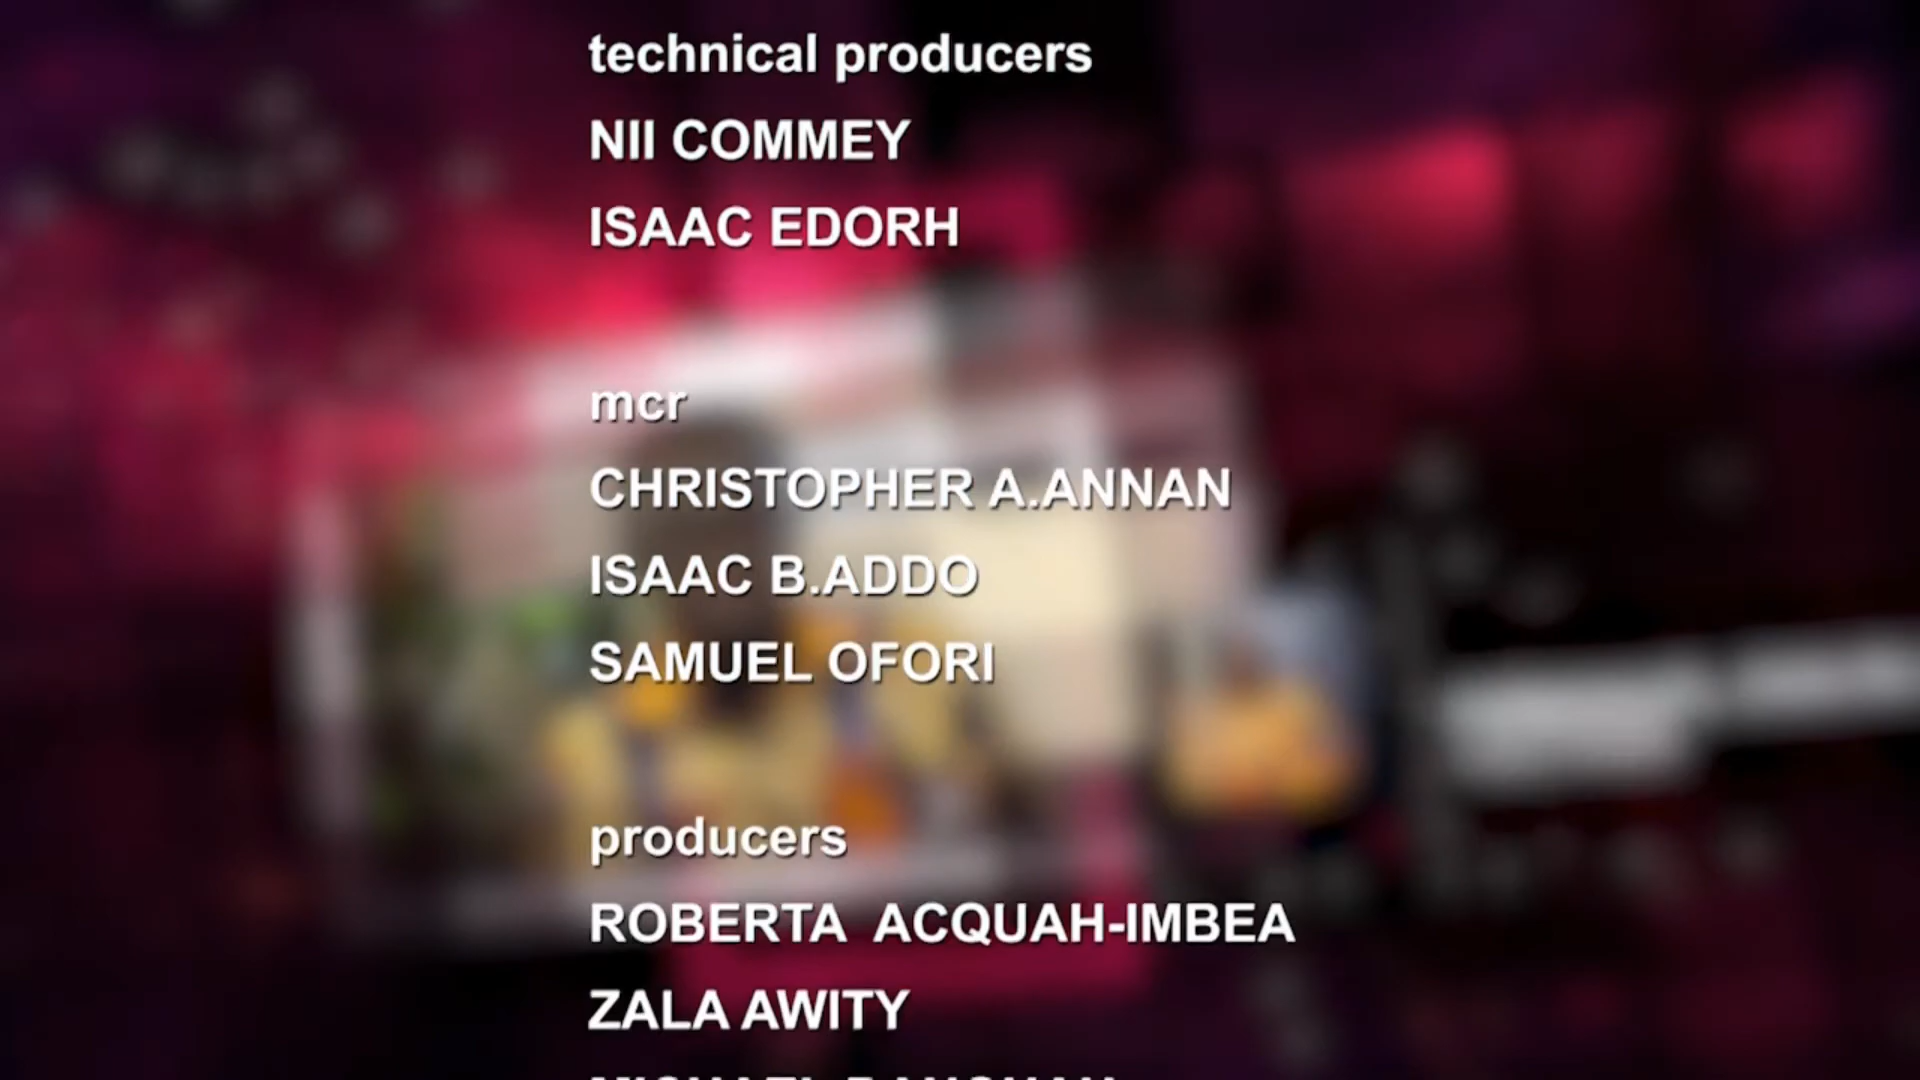 technical producers
NII COMMEY
ISAAC EDORH
mcr
CHRISTOPHER A.ANNAN
ISAAC B.ADDO
SAMUEL OFORI
producers
ROBERTA  ACQUAH-IMBEA
ZALA AWITY